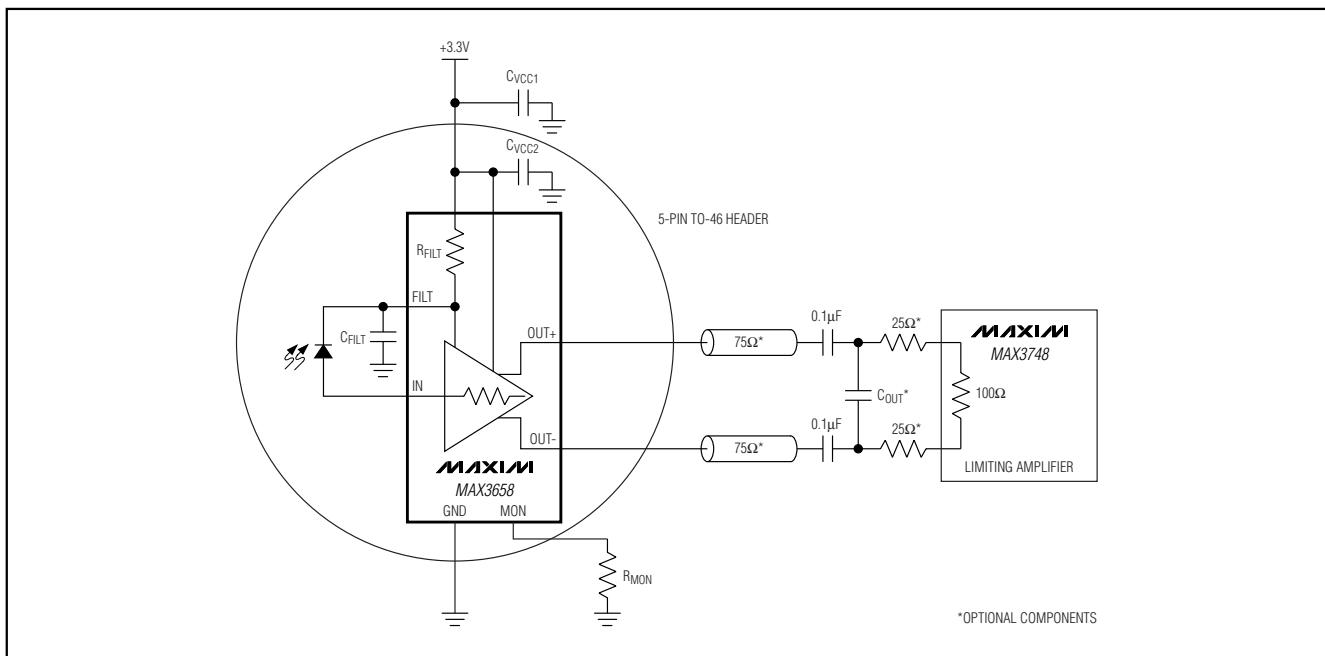 +3.3V
CVCC1
CVCC2
5-PIN TO-46 HEADER
RFILT
FILT
CFILT
IN
OUT+
OUT-
MAXIM
MAX3658
GND
MON
RMON
75Ω*
0.1μF
25Ω*
COUT*
75Ω*
0.1μF
25Ω*
MAXIM
MAX3748
100Ω
LIMITING AMPLIFIER
*OPTIONAL COMPONENTS